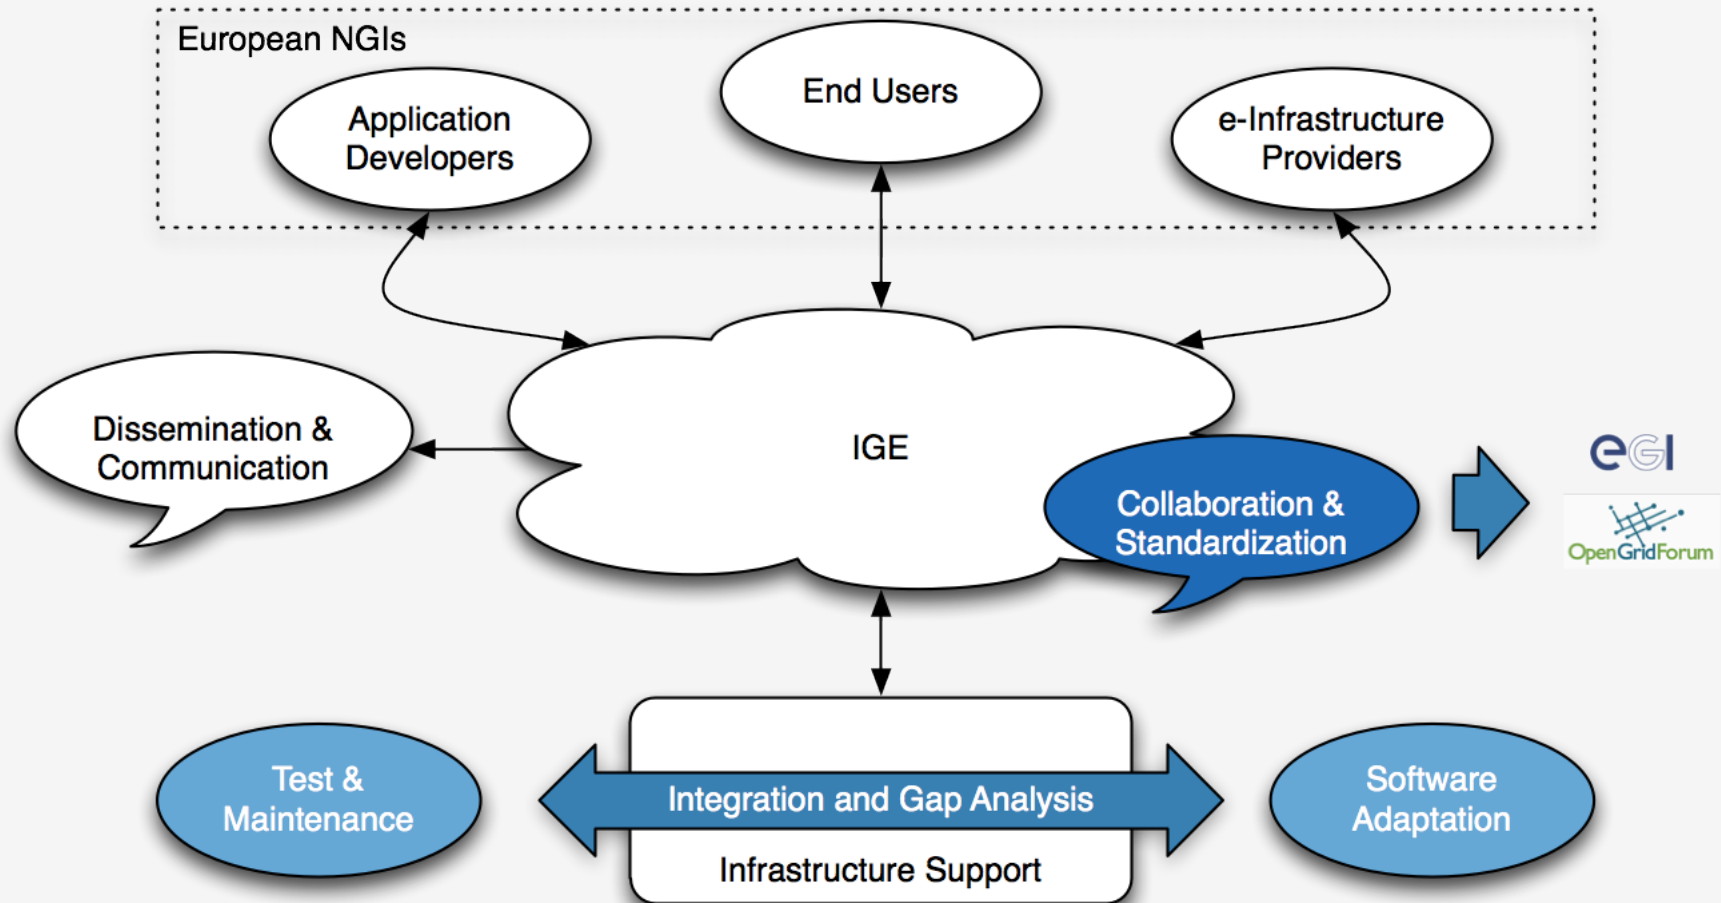 European NGIs
Application
Developers
End Users
e-Infrastructure
Providers
Dissemination &
Communication
IGE
Collaboration &
Standardization
eGI
OpenGridForum
Test &
Maintenance
Integration and Gap Analysis
Infrastructure Support
Software
Adaptation